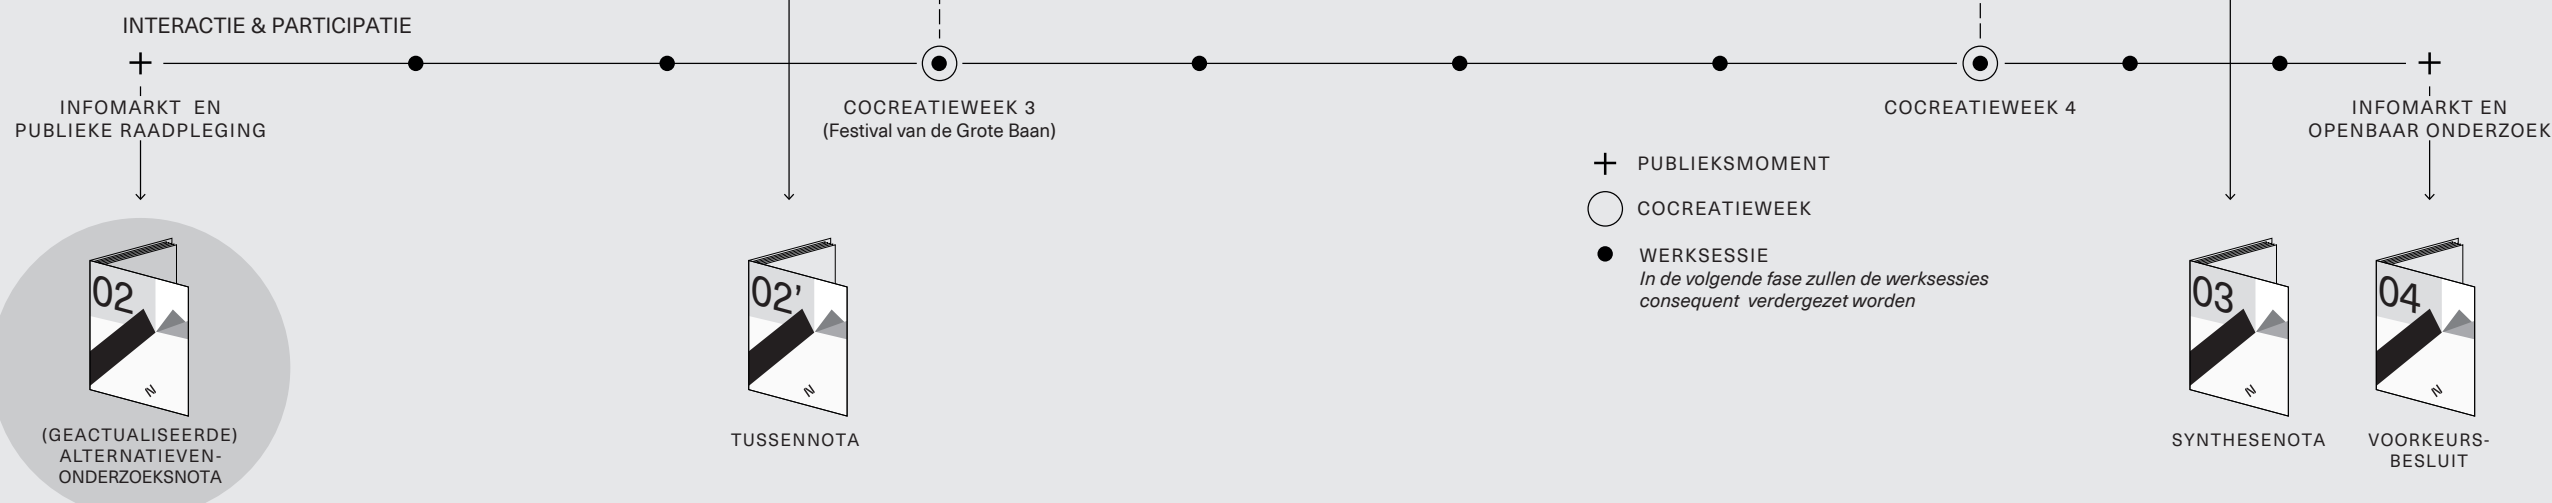 INTERACTIE & PARTICIPATIE
INFOMARKT EN
PUBLIEKE RAADPLEGING
COCREATIEWEEK 3
(Festival van de Grote Baan)
COCREATIEWEEK 4
INFOMARKT EN
OPENBAAR ONDERZOEK
PUBLIEKSMOMENT
COCREATIEWEEK
WERKSESSIE
In de volgende fase zullen de werksessies
consequent verdergezet worden
02
N
(GEACTUALISEERDE)
ALTERNATIEVEN-
ONDERZOEKSNOTA
02’
N
TUSSENNOTA
03
N
SYNTHESENOTA
04
N
VOORKEURS-
BESLUIT